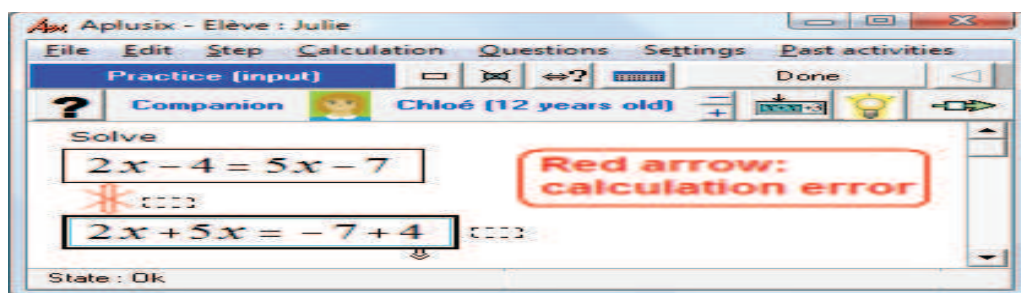 Aplusix - Elève : Julie
File Edit Step Calculation Questions Settings Past activities
Practice (input) ⇔? Done
? Companion Chloé (12 years old)
Solve
2x − 4 = 5x − 7
Red arrow:
calculation error
2x + 5x = −7 + 4
State : Ok